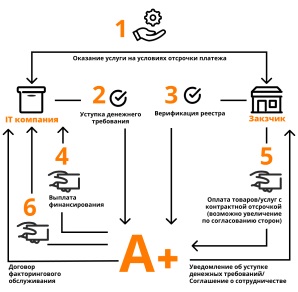 1
Оказание услуги на условиях отсрочки платежа
IT компания
2
Уступка денежного
требования
3
Верификация реестра
Закзчик
4
Выплата
финансирования
5
Оплата товаров/услуг с
контрактной отсрочкой
(возможно увеличение
по согласованию сторон)
6
Договор
факторингового
обслуживания
A+
Уведомление об уступке
денежных требований/
Соглашение о сотрудничестве